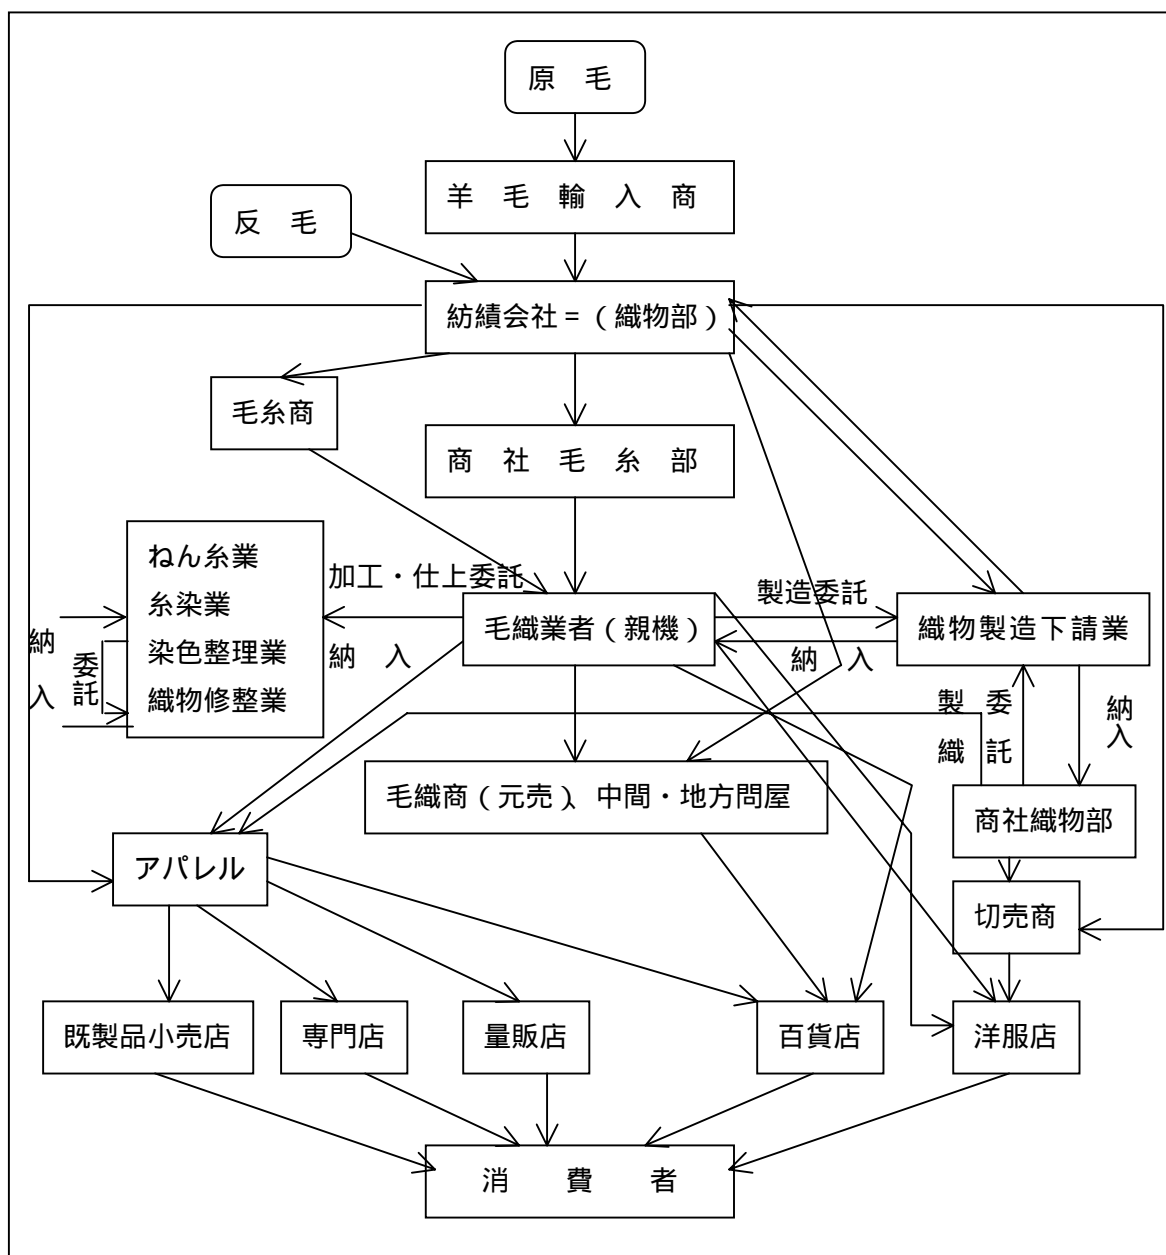 原　毛
羊　毛　輸　入　商
反　毛
紡績会社＝（織物部）
毛糸商
商　社　毛　糸　部
ねん糸業
糸染業
染色整理業
織物修整業
加工・仕上委託
納　入
納入
委託
毛織業者（親機）
製造委託
納　入
織物製造下請業
製織
委託
納入
毛織商（元売）、中間・地方問屋
商社織物部
アパレル
切売商
既製品小売店
専門店
量販店
百貨店
洋服店
消　費　者